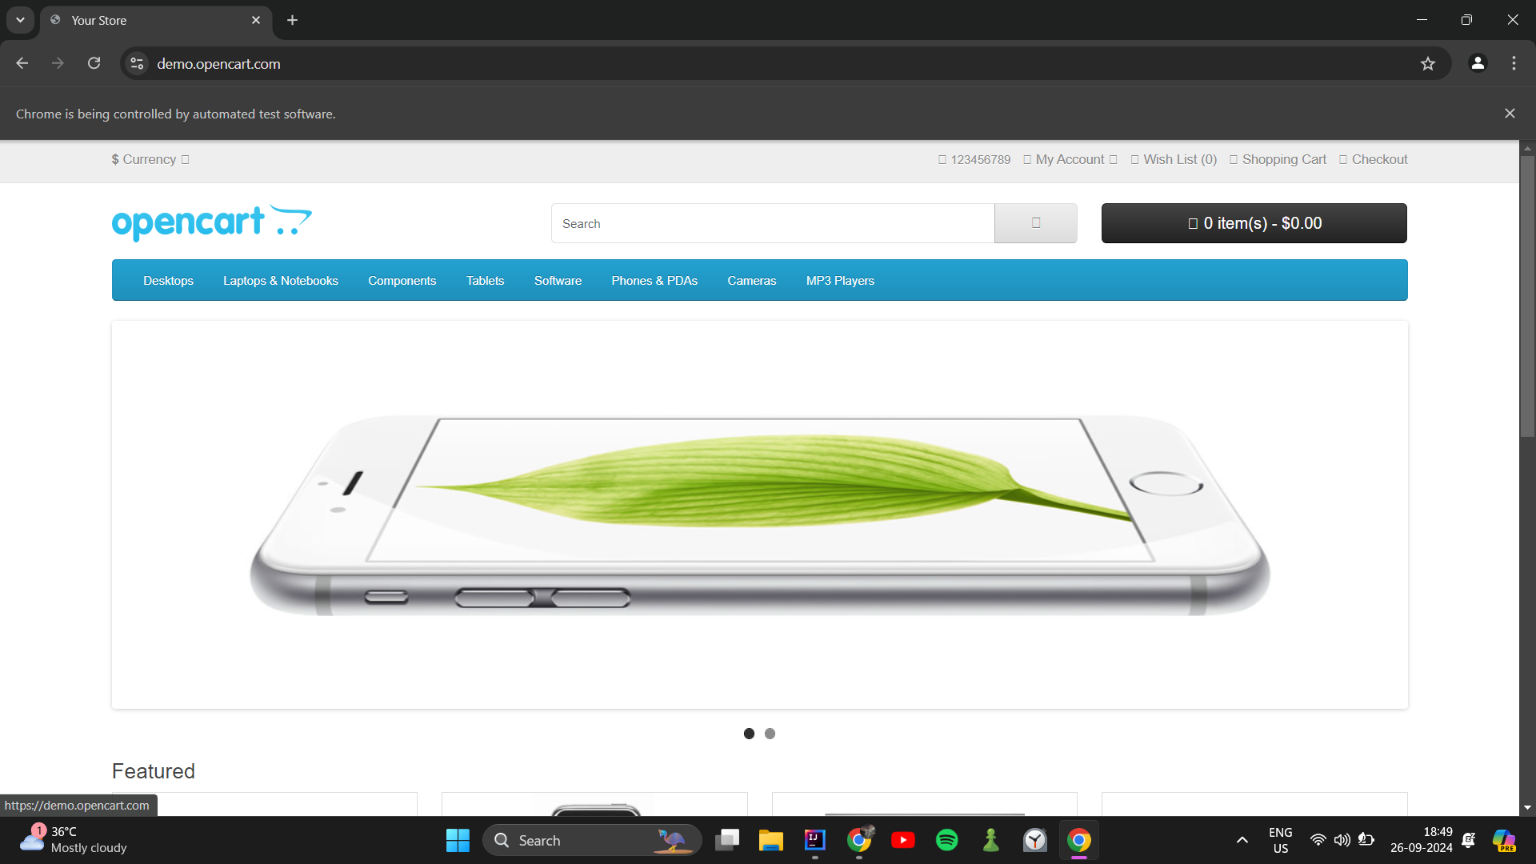 Your Store
demo.opencart.com
Chrome is being controlled by automated test software.
$ Currency
123456789 My Account Wish List (0) Shopping Cart Checkout
opencart
Search
0 item(s) - $0.00
Desktops Laptops & Notebooks Components Tablets Software Phones & PDAs Cameras MP3 Players
Featured
https://demo.opencart.com
1
36°C
Mostly cloudy
Search
IJ
ENG
US
18:49
26-09-2024
PRE